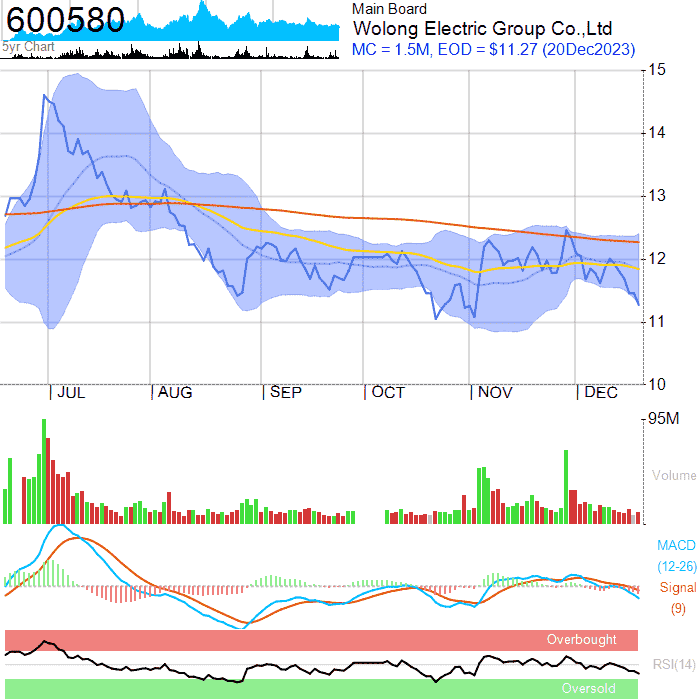 600580
5yr Chart
Main Board
Wolong Electric Group Co.,Ltd
MC = 1.5M, EOD = $11.27 (20Dec2023)
15
14
13
12
11
10
JUL AUG SEP OCT NOV DEC
95M
Volume
MACD
(12-26)
Signal
(9)
Overbought
RSI(14)
Oversold